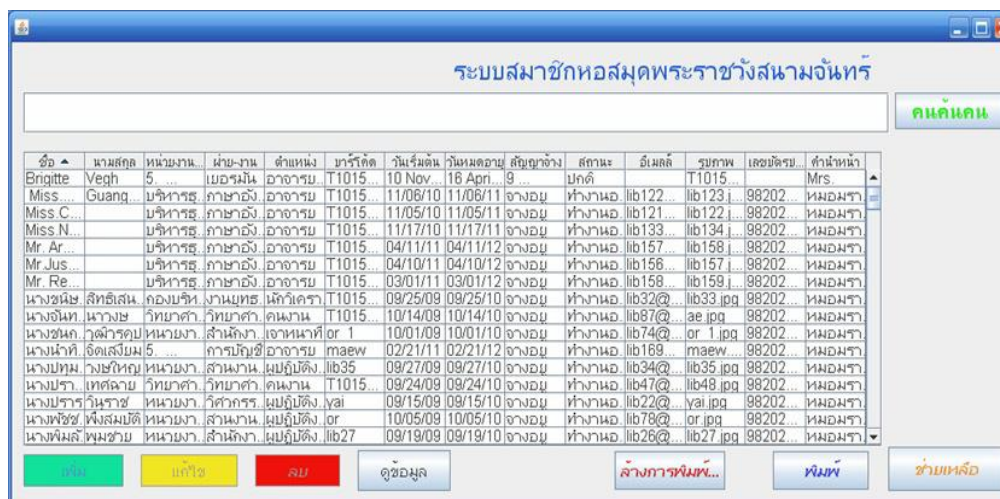 ระบบสมาชิกหอสมุดพระราชวังสนามจันทร์
คนค้นคน
ชื่อ นามสกุล หน่วยงาน... ฝ่าย-งาน ตำแหน่ง บาร์โค้ด วันเริ่มต้น วันหมดอายุ สัญญาจ้าง สถานะ อีเมลล์ รูปภาพ เลขบัตรป... คำนำหน้า
Brigitte Vegh 5. ... เยอรมัน อาจารย์ T1015... 10 Nov... 16 Apri... 9 ... ปกติ T1015... Mrs.
Miss.... Guang... บริหารธุ... ภาษาอัง... อาจารย์ T1015... 11/06/10 11/06/11 จ้างอยู่ ทำงานอ... lib122... lib123.j... 98202... หมอมรา...
Miss.C... บริหารธุ... ภาษาอัง... อาจารย์ T1015... 11/05/10 11/05/11 จ้างอยู่ ทำงานอ... lib121... lib122.j... 98202... หมอมรา...
Miss.N... บริหารธุ... ภาษาอัง... อาจารย์ T1015... 11/17/10 11/17/11 จ้างอยู่ ทำงานอ... lib133... lib134.j... 98202... หมอมรา...
Mr. Ar... บริหารธุ... ภาษาอัง... อาจารย์ T1015... 04/11/11 04/11/12 จ้างอยู่ ทำงานอ... lib157... lib158.j... 98202... หมอมรา...
Mr.Jus... บริหารธุ... ภาษาอัง... อาจารย์ T1015... 04/10/11 04/10/12 จ้างอยู่ ทำงานอ... lib156... lib157.j... 98202... หมอมรา...
Mr. Re... บริหารธุ... ภาษาอัง... อาจารย์ T1015... 03/01/11 03/01/12 จ้างอยู่ ทำงานอ... lib158... lib159.j... 98202... หมอมรา...
นางขนิษ... สิทธิเสน... กองบริห... งานยุทธ... นักวิเครา... T1015... 09/25/09 09/25/10 จ้างอยู่ ทำงานอ... lib32@... lib33.jpg 98202... หมอมรา...
นางจันท... นาวงษ์ วิทยาศา... วิทยาศา... คนงาน T1015... 10/14/09 10/14/10 จ้างอยู่ ทำงานอ... lib87@... ae.jpg 98202... หมอมรา...
นางชนก... หน่วยงา... สำนักงา... เจ้าหน้าที่ or_1 10/01/09 10/01/10 จ้างอยู่ ทำงานอ... lib74@... or_1.jpg 98202... หมอมรา...
นางนำทิ... จิตเสงี่ยม 5. ... การบัญชี อาจารย์ maew 02/21/11 02/21/12 จ้างอยู่ ทำงานอ... lib169... maew.... 98202... หมอมรา...
นางปทุม... วงษ์ใหญ่ หน่วยงา... สวนงาน... ผู้ปฏิบัติง... lib35 09/27/09 09/27/10 จ้างอยู่ ทำงานอ... lib34@... lib35.jpg 98202... หมอมรา...
นางปรา... เทศฉาย วิทยาศา... วิทยาศา... คนงาน T1015... 09/24/09 09/24/10 จ้างอยู่ ทำงานอ... lib47@... lib48.jpg 98202... หมอมรา...
นางปราร... วินราช หน่วยงา... วิศวกรร... ผู้ปฏิบัติง... yai 09/15/09 09/15/10 จ้างอยู่ ทำงานอ... lib22@... yai.jpg 98202... หมอมรา...
นางพัชช... พึ่งสมบัติ หน่วยงา... สวนงาน... ผู้ปฏิบัติง... or 10/05/09 10/05/10 จ้างอยู่ ทำงานอ... lib78@... or.jpg 98202... หมอมรา...
นางพิมล... พุ่มช่วย หน่วยงา... สำนักงา... ผู้ปฏิบัติง... lib27 09/19/09 09/19/10 จ้างอยู่ ทำงานอ... lib26@... lib27.jpg 98202... หมอมรา...
เพิ่ม แก้ไข ลบ ดูข้อมูล ล้างการพิมพ์... พิมพ์ ช่วยเหลือ